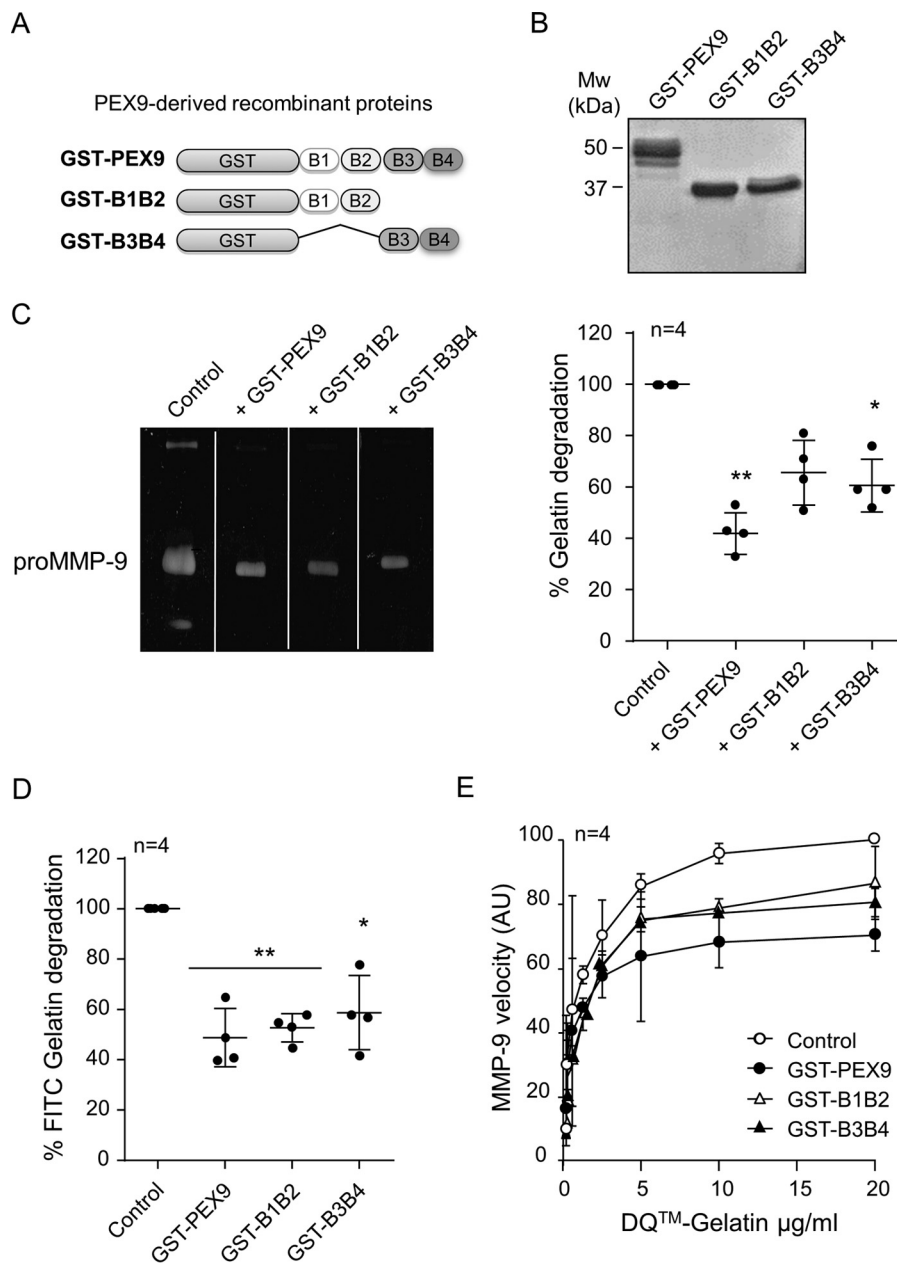 A
PEX9-derived recombinant proteins
GST-PEX9 GST B1 B2 B3 B4
GST-B1B2 GST B1 B2
GST-B3B4 GST B3 B4
B
Mw
(kDa)
GST-PEX9
GST-B1B2
GST-B3B4
50
37
C
Control
+ GST-PEX9
+ GST-B1B2
+ GST-B3B4
proMMP-9
% Gelatin degradation
n=4
120
100
80
60
40
20
0
**
*
Control
+ GST-PEX9
+ GST-B1B2
+ GST-B3B4
D
% FITC Gelatin degradation
n=4
120
100
80
60
40
20
0
**
*
Control
GST-PEX9
GST-B1B2
GST-B3B4
E
MMP-9 velocity (AU)
n=4
100
80
60
40
20
0
0 5 10 15 20
DQ™-Gelatin µg/ml
Control
GST-PEX9
GST-B1B2
GST-B3B4